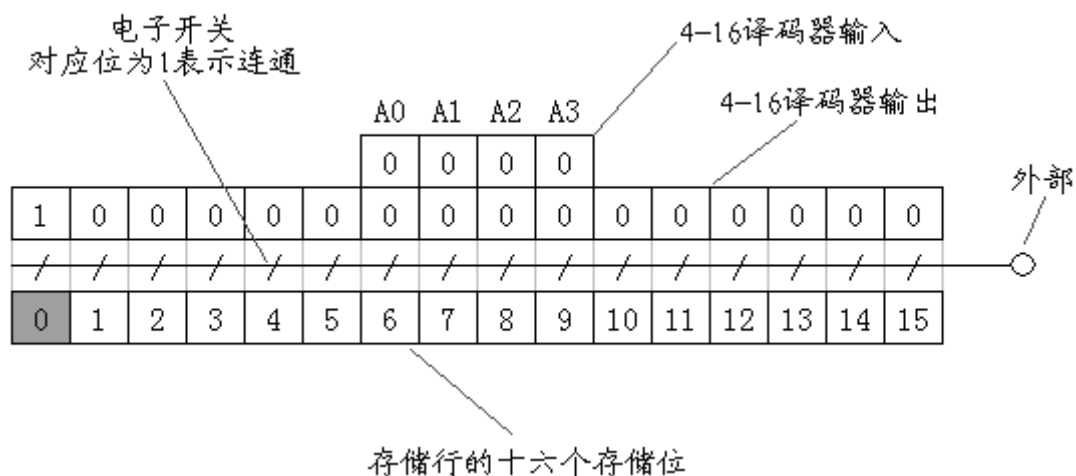 电子开关
对应位为1表示连通
4-16译码器输入
4-16译码器输出
A0 A1 A2 A3
0 0 0 0
外部
1 0 0 0 0 0 0 0 0 0 0 0 0 0 0 0
0 1 2 3 4 5 6 7 8 9 10 11 12 13 14 15
存储行的十六个存储位